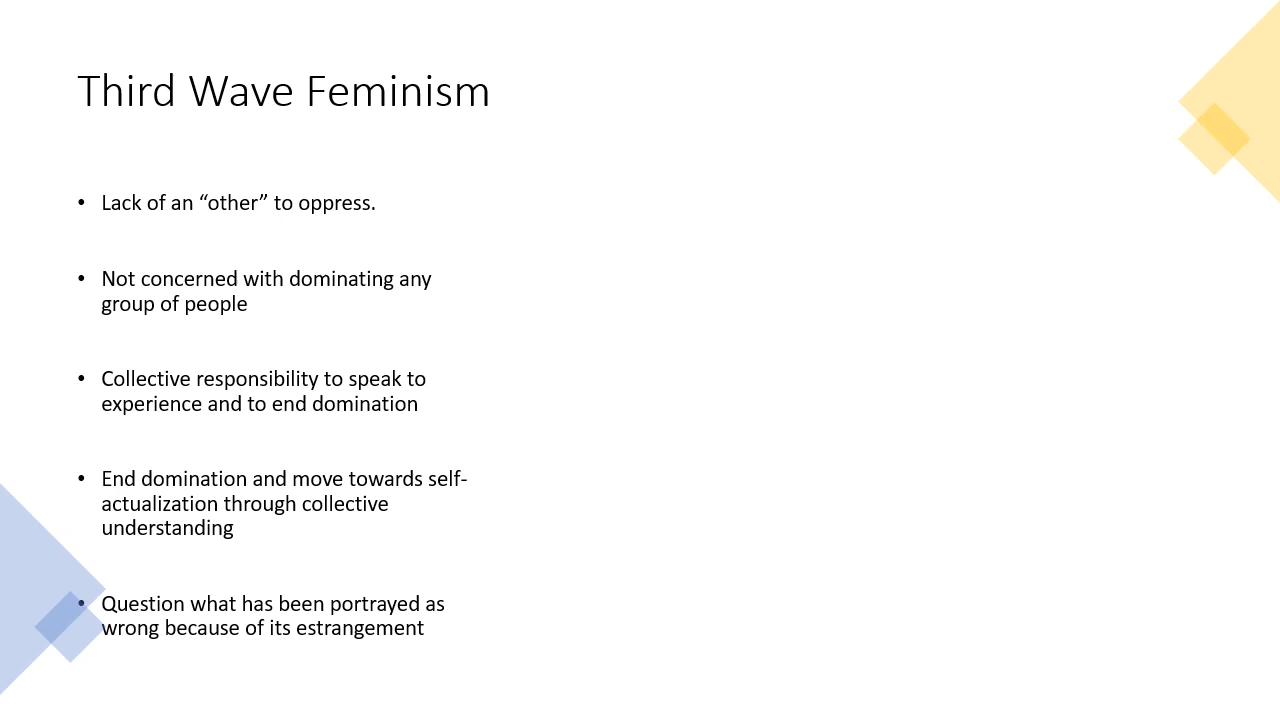 Third Wave Feminism
• Lack of an “other” to oppress.
• Not concerned with dominating any
group of people
• Collective responsibility to speak to
experience and to end domination
• End domination and move towards self-
actualization through collective
understanding
• Question what has been portrayed as
wrong because of its estrangement